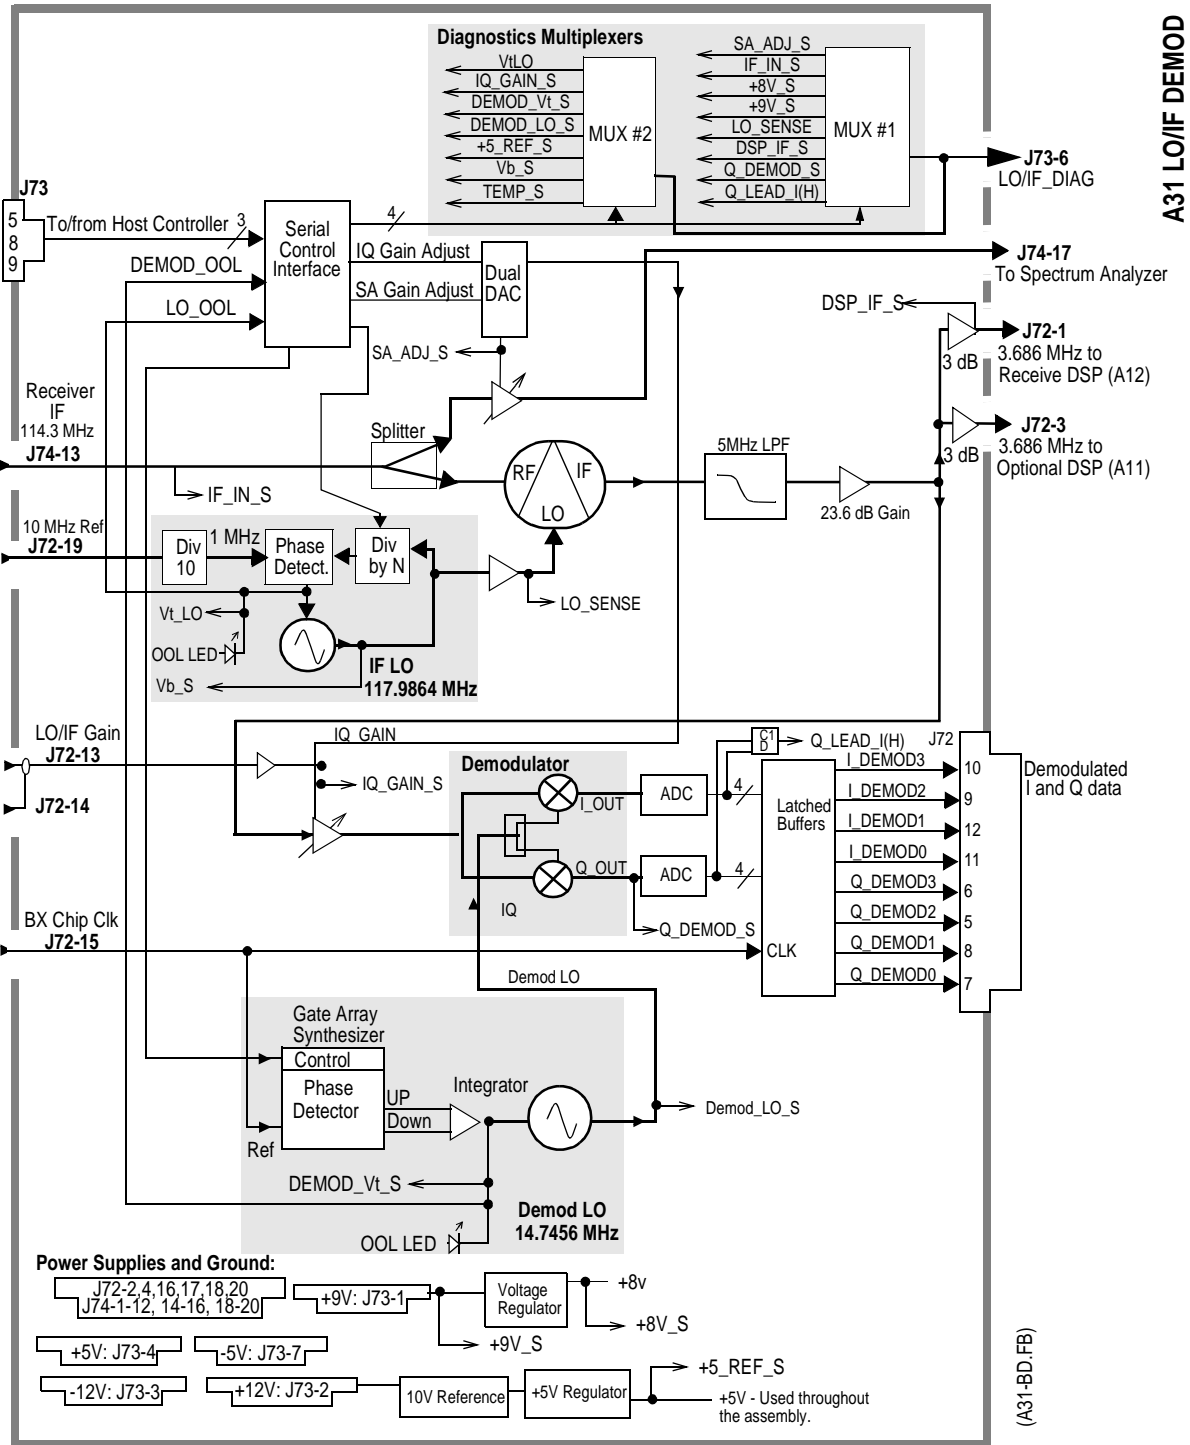 A31 LO/IF DEMOD
Diagnostics Multiplexers
VtLO
IQ_GAIN_S
DEMOD_Vt_S
DEMOD_LO_S
+5_REF_S
Vb_S
TEMP_S
MUX #2
SA_ADJ_S
IF_IN_S
+8V_S
+9V_S
LO_SENSE
DSP_IF_S
Q_DEMOD_S
Q_LEAD_I(H)
MUX #1
J73-6
LO/IF_DIAG
J73
5
8
9
To/from Host Controller
3
DEMOD_OOL
LO_OOL
Serial
Control
Interface
4
IQ Gain Adjust
SA Gain Adjust
Dual
DAC
SA_ADJ_S
J74-17
To Spectrum Analyzer
DSP_IF_S
3 dB
J72-1
3.686 MHz to
Receive DSP (A12)
3 dB
J72-3
3.686 MHz to
Optional DSP (A11)
Receiver
IF
114.3 MHz
J74-13
IF_IN_S
Splitter
RF
IF
LO
5MHz LPF
23.6 dB Gain
10 MHz Ref
J72-19
Div
10
1 MHz
Phase
Detect.
Div
by N
LO_SENSE
Vt_LO
OOL LED
Vb_S
IF LO
117.9864 MHz
LO/IF Gain
J72-13
J72-14
IQ_GAIN
IQ_GAIN_S
Demodulator
I_OUT
Q_OUT
IQ
ADC
4
ADC
4
Q_DEMOD_S
C1
D
Q_LEAD_I(H)
Latched
Buffers
CLK
J72
I_DEMOD3
10
I_DEMOD2
9
I_DEMOD1
12
I_DEMOD0
11
Q_DEMOD3
6
Q_DEMOD2
5
Q_DEMOD1
8
Q_DEMOD0
7
Demodulated
I and Q data
BX Chip Clk
J72-15
Demod LO
Gate Array
Synthesizer
Control
Phase
Detector
Ref
UP
Down
Integrator
Demod_LO_S
DEMOD_Vt_S
OOL LED
Demod LO
14.7456 MHz
Power Supplies and Ground:
J72-2,4,16,17,18,20
J74-1-12, 14-16, 18-20
+9V: J73-1
Voltage
Regulator
+8v
+8V_S
+9V_S
+5V: J73-4
-5V: J73-7
-12V: J73-3
+12V: J73-2
10V Reference
+5V Regulator
+5_REF_S
+5V - Used throughout
the assembly.
(A31-BD.FB)